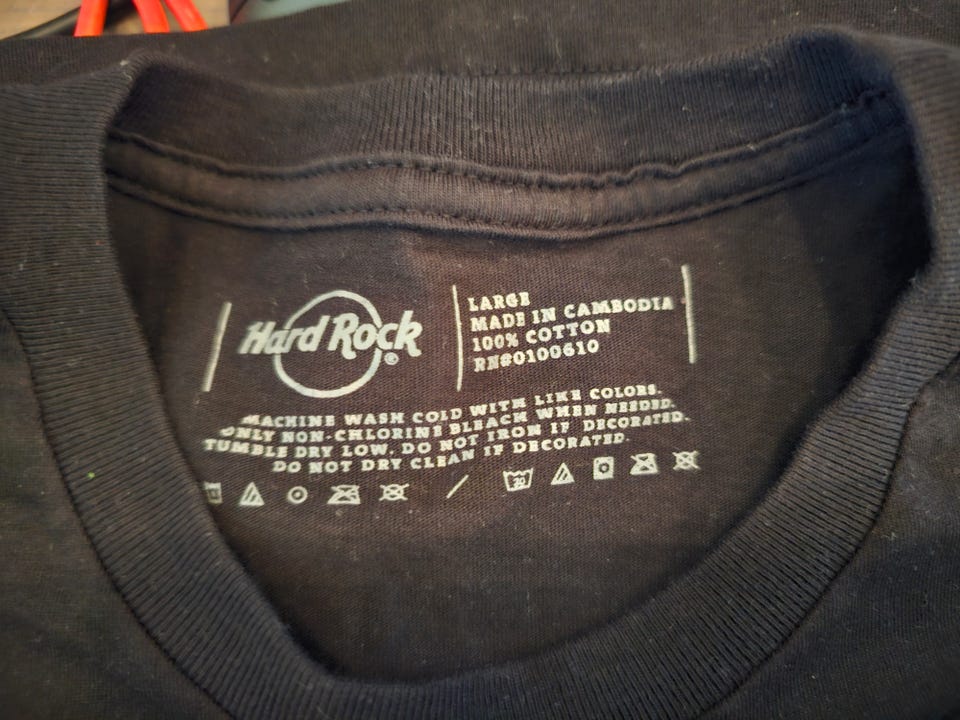 Hard Rock®
LARGE
MADE IN CAMBODIA
100% COTTON
RN#0100610
MACHINE WASH COLD WITH LIKE COLORS.
ONLY NON-CHLORINE BLEACH WHEN NEEDED.
TUMBLE DRY LOW. DO NOT IRON IF DECORATED.
DO NOT DRY CLEAN IF DECORATED.
30